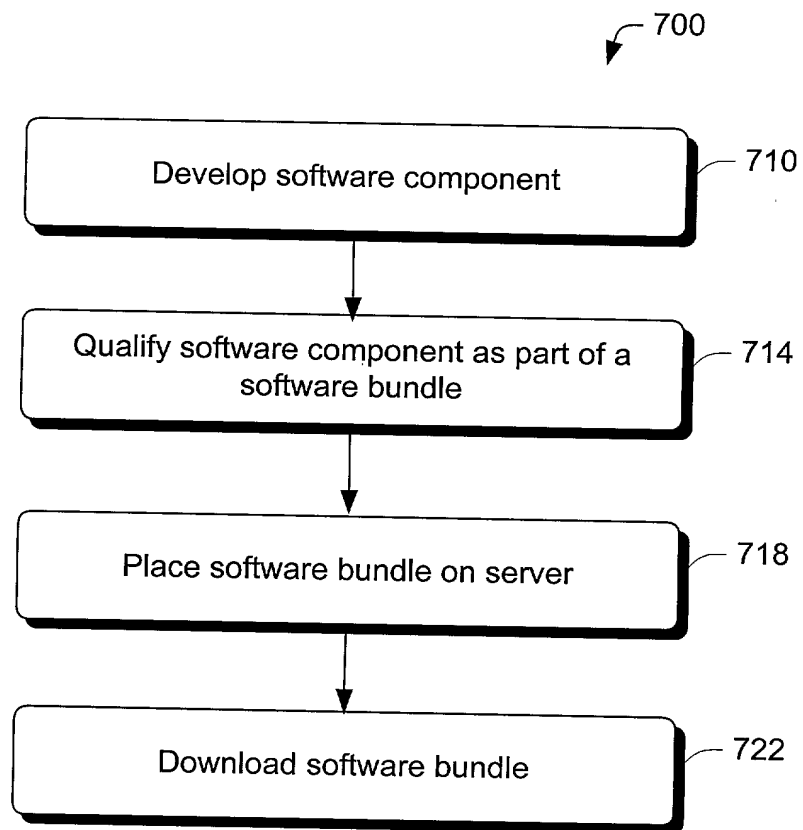 700
Develop software component
710
Qualify software component as part of a
software bundle
714
Place software bundle on server
718
Download software bundle
722